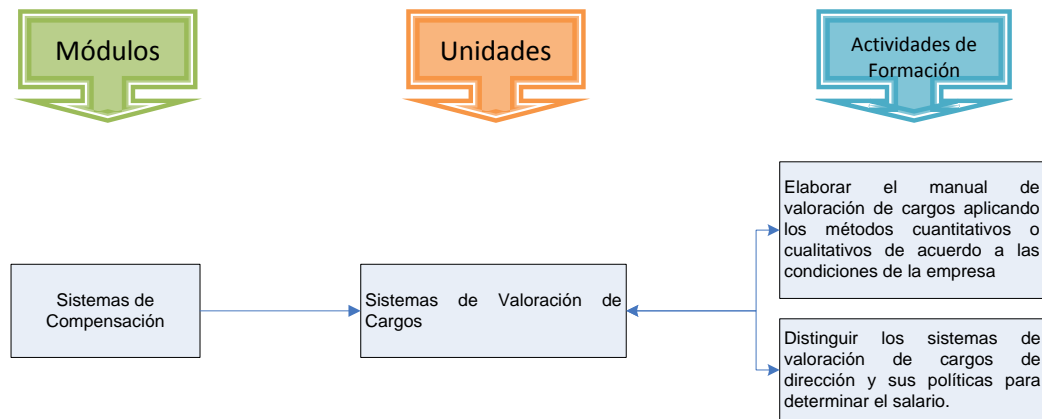 Módulos
Unidades
Actividades de
Formación
Sistemas de
Compensación
Sistemas de Valoración de
Cargos
Elaborar el manual de
valoración de cargos aplicando
los métodos cuantitativos o
cualitativos de acuerdo a las
condiciones de la empresa
Distinguir los sistemas de
valoración de cargos de
dirección y sus políticas para
determinar el salario.